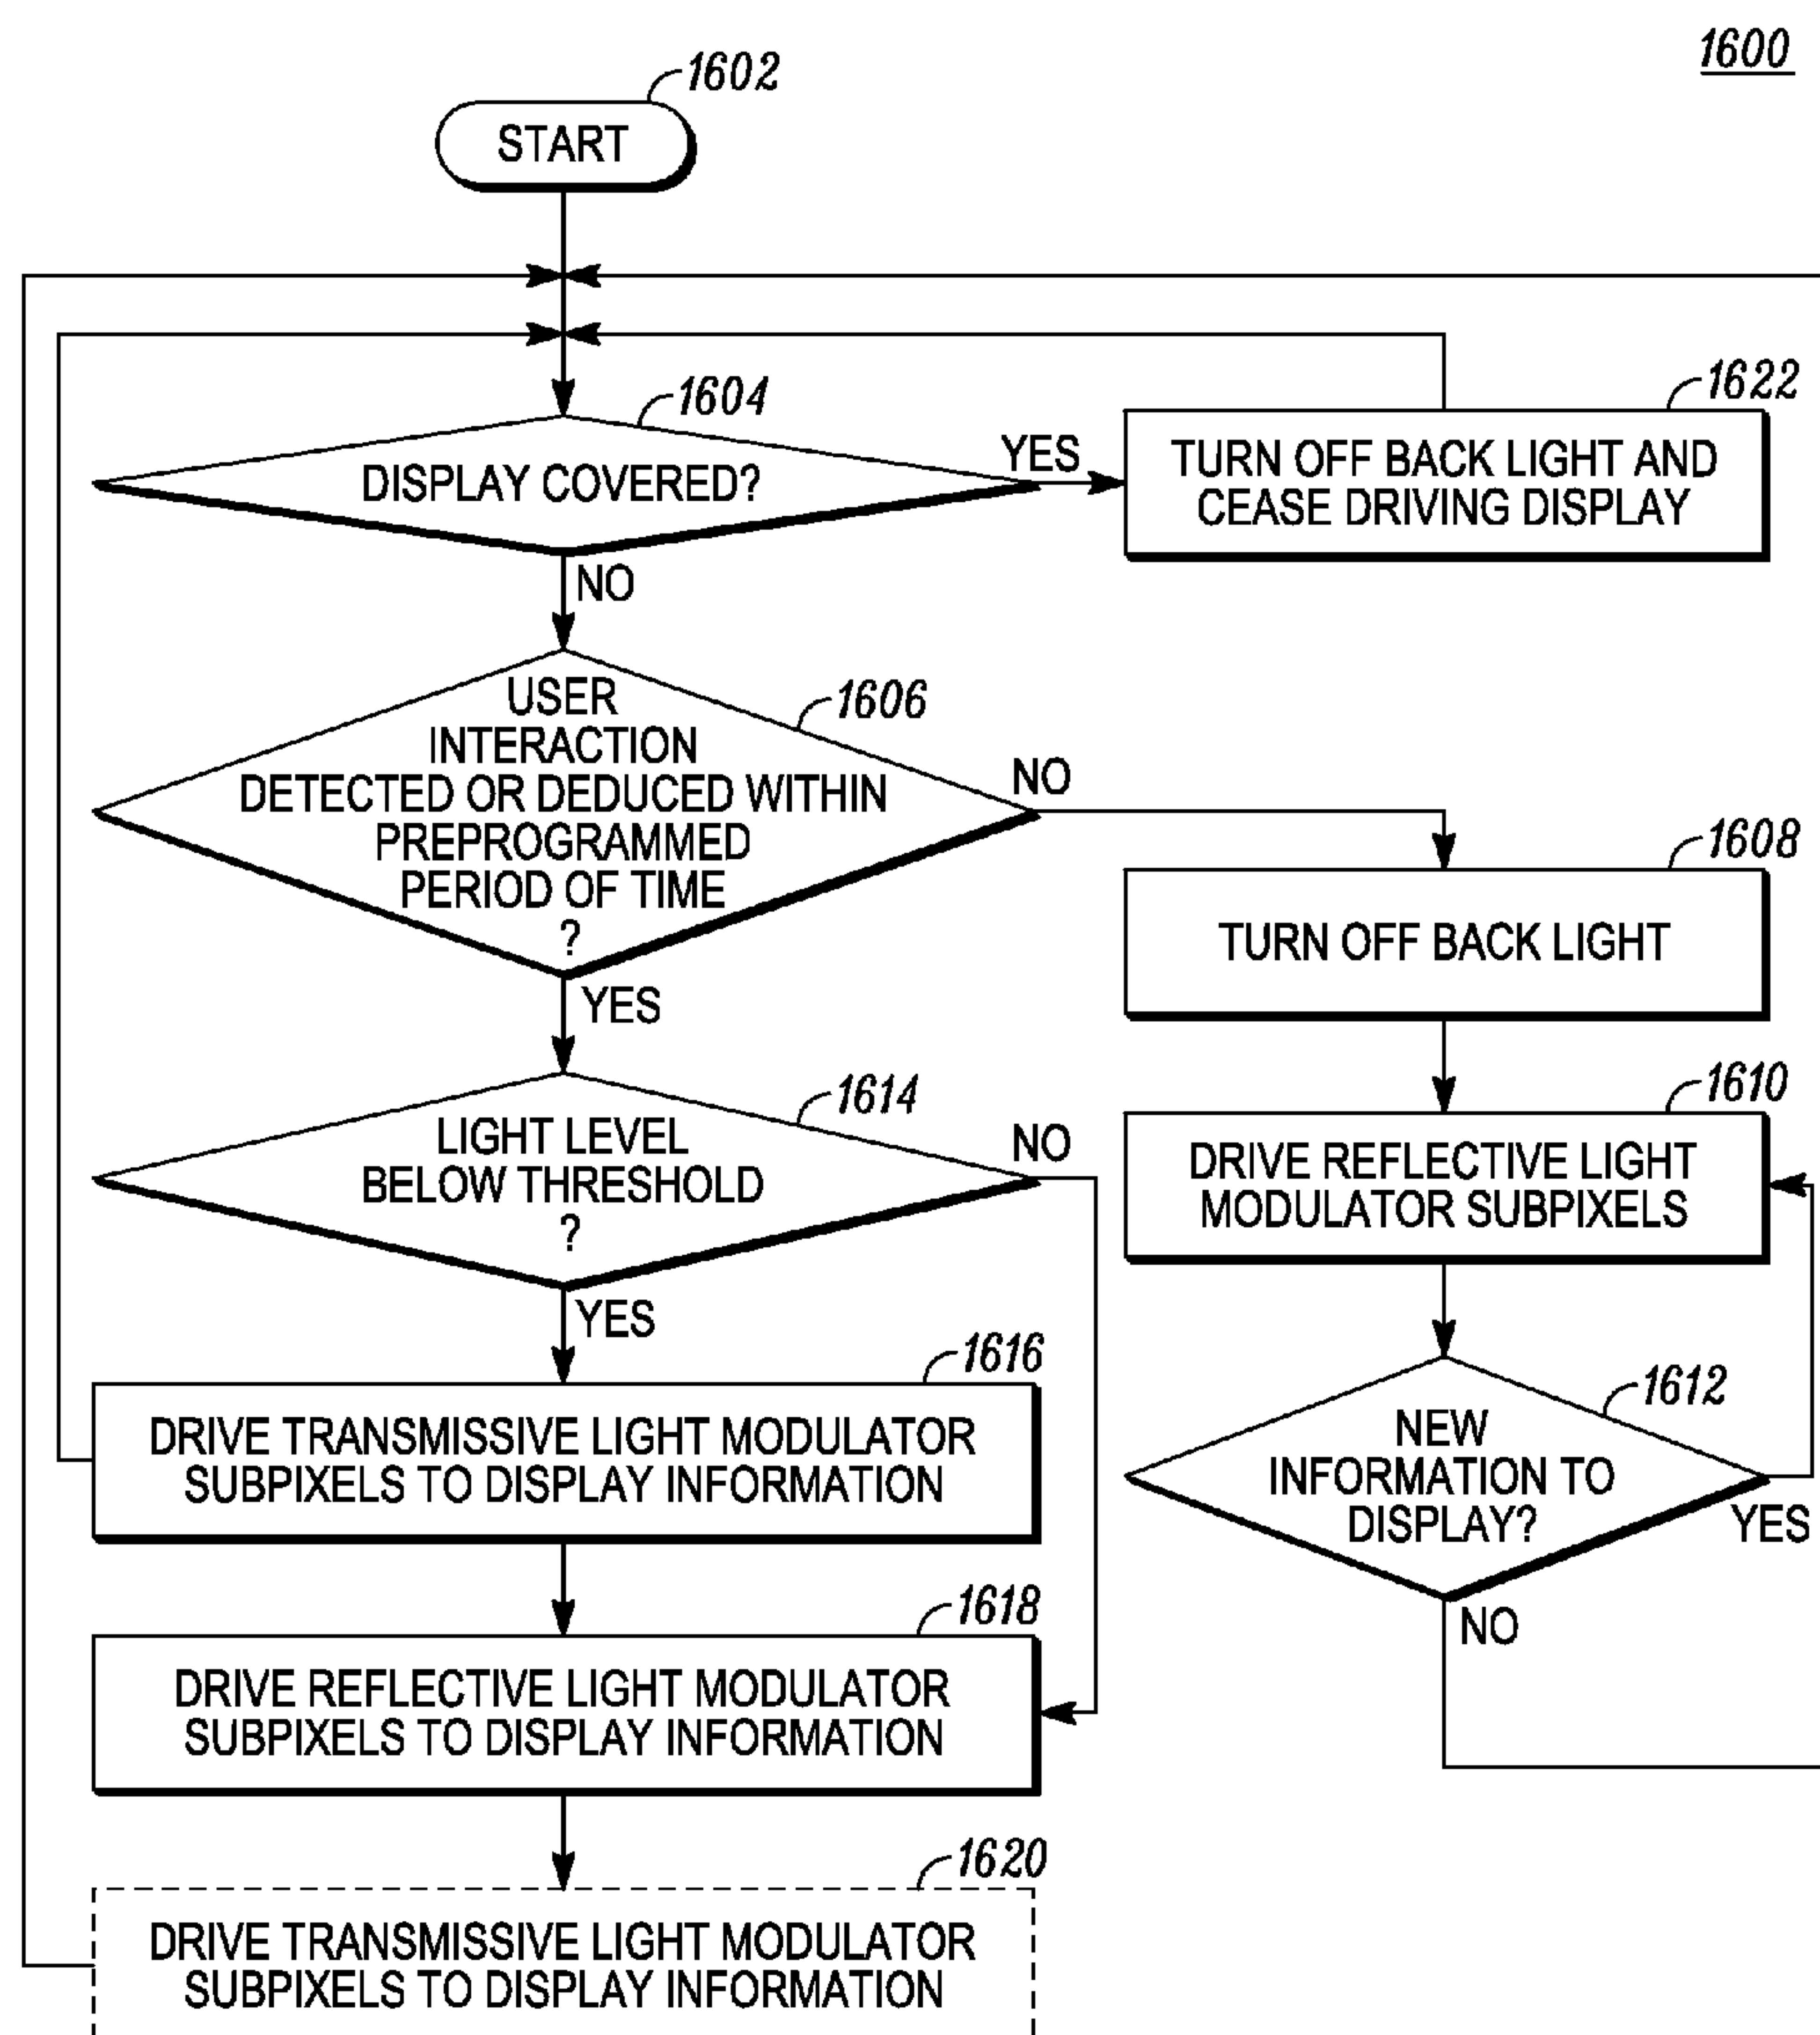 1600
1602
START
1604
DISPLAY COVERED?
YES
NO
1622
TURN OFF BACK LIGHT AND
CEASE DRIVING DISPLAY
1606
USER
INTERACTION
DETECTED OR DEDUCED WITHIN
PREPROGRAMMED
PERIOD OF TIME
?
NO
YES
1608
TURN OFF BACK LIGHT
1614
LIGHT LEVEL
BELOW THRESHOLD
?
NO
YES
1610
DRIVE REFLECTIVE LIGHT
MODULATOR SUBPIXELS
1616
DRIVE TRANSMISSIVE LIGHT MODULATOR
SUBPIXELS TO DISPLAY INFORMATION
1612
NEW
INFORMATION TO
DISPLAY?
YES
NO
1618
DRIVE REFLECTIVE LIGHT MODULATOR
SUBPIXELS TO DISPLAY INFORMATION
1620
DRIVE TRANSMISSIVE LIGHT MODULATOR
SUBPIXELS TO DISPLAY INFORMATION